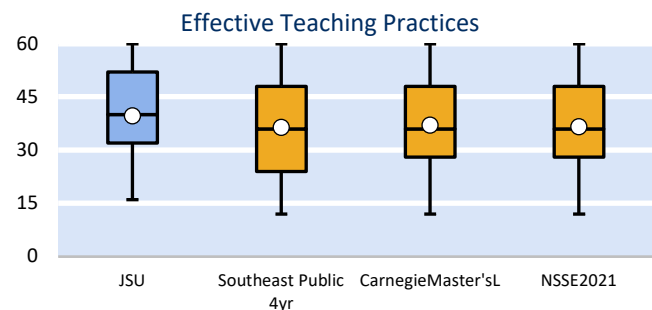 Effective Teaching Practices
60
45
30
15
0
JSU
Southeast Public
4yr
CarnegieMaster'sL
NSSE2021